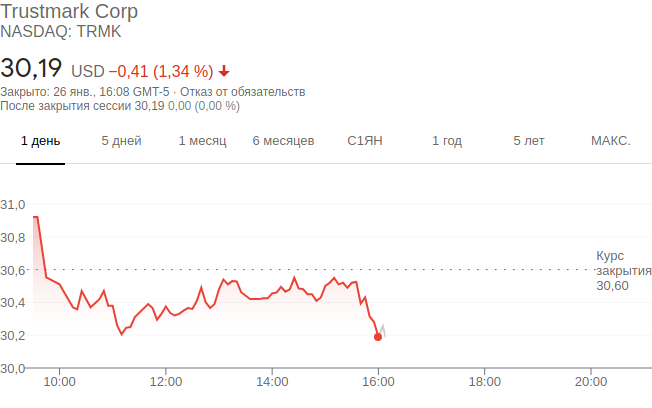 Trustmark Corp
NASDAQ: TRMK
30,19 USD −0,41 (1,34 %)
Закрыто: 26 янв., 16:08 GMT-5 · Отказ от обязательств
После закрытия сессии 30,19 0,00 (0,00 %)
1 день 5 дней 1 месяц 6 месяцев С1ЯН 1 год 5 лет МАКС.
31,0
30,8
30,6
30,4
30,2
30,0
Курс
закрытия
30,60
10:00 12:00 14:00 16:00 18:00 20:00